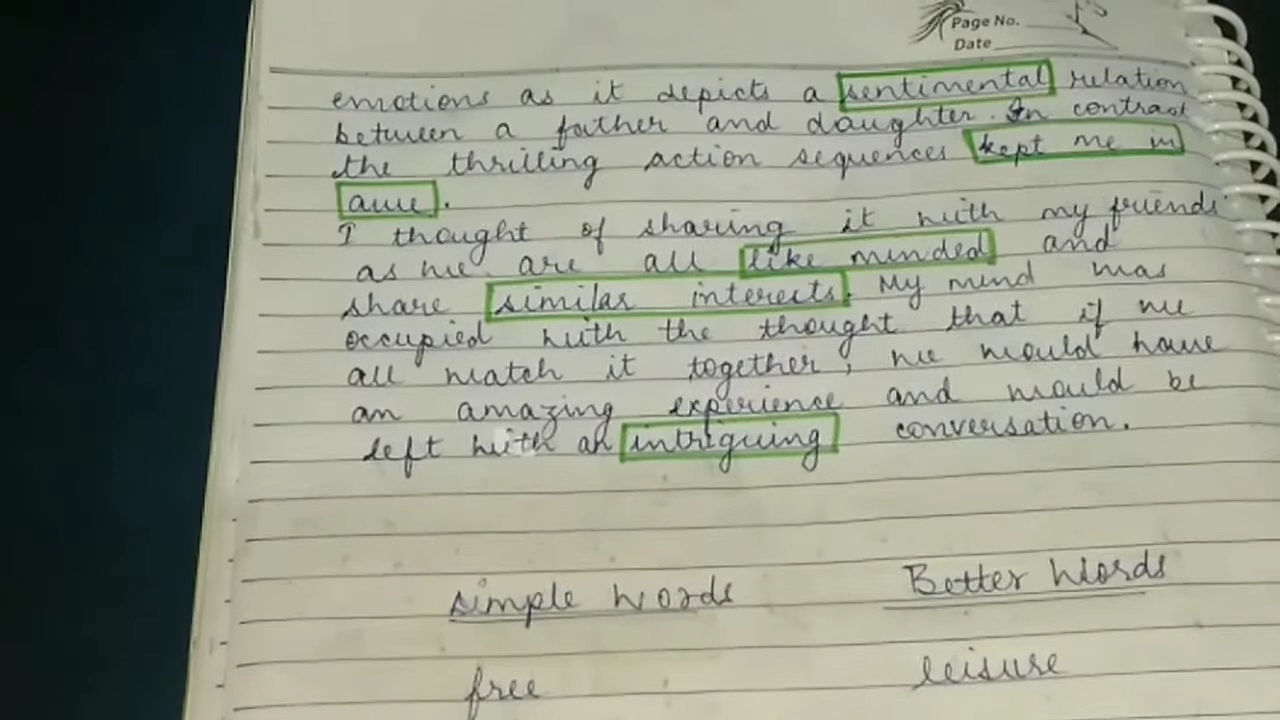 Page No.
Date
emotions as it depicts a sentimental relation
between a father and daughter. In contrast
the thrilling action sequences kept me in
awe.
I thought of sharing it with my friends
as we are all like minded and
share similar interests. My mind was
occupied with the thought that if we
all watch it together, we would have
an amazing experience and would be
left with an intriguing conversation.
Simple Words Better Words
free leisure